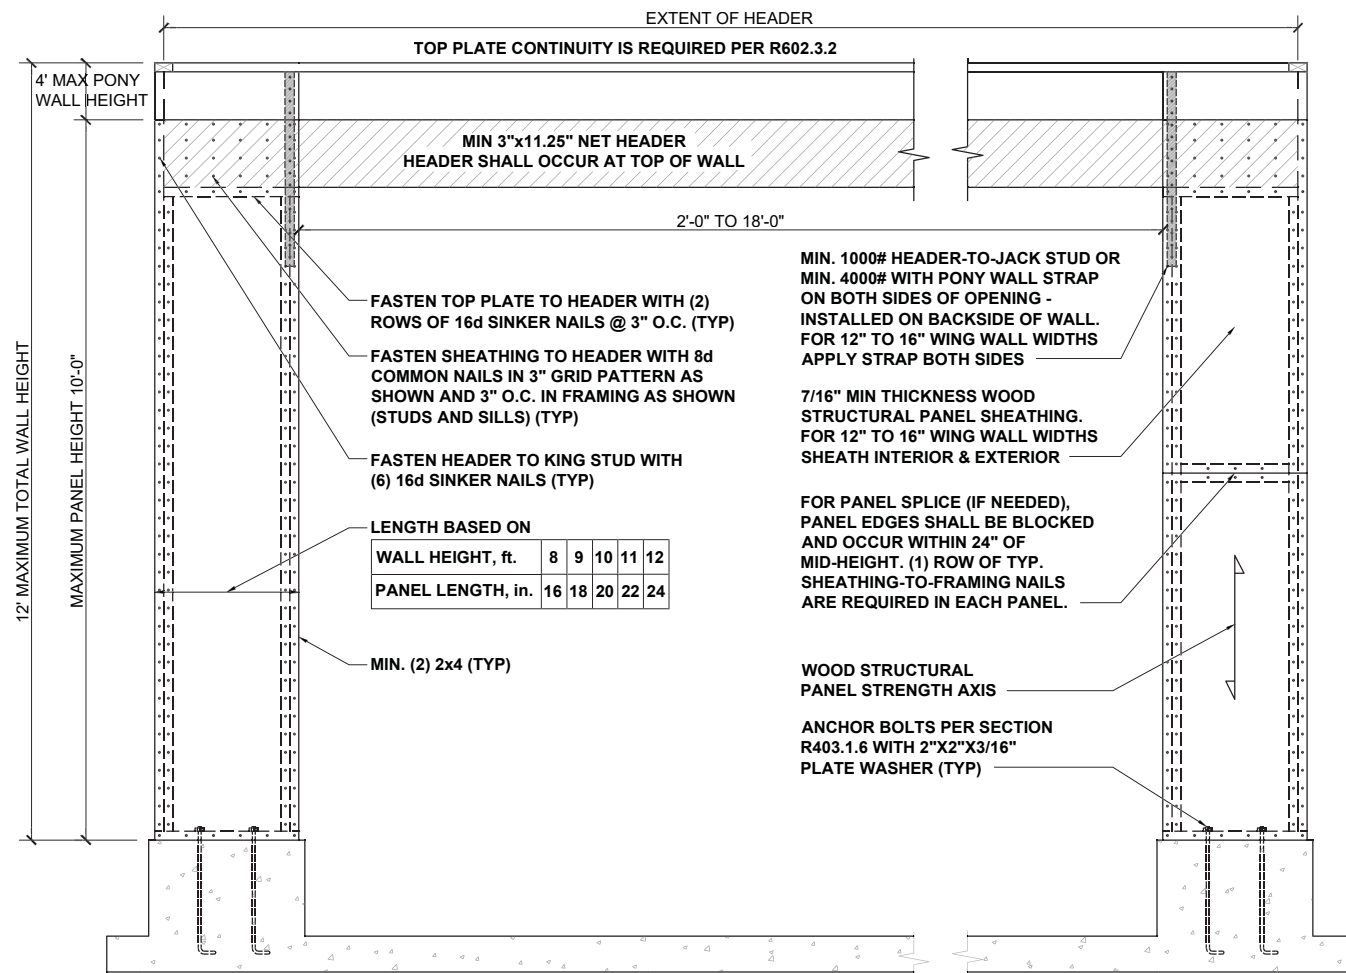 EXTENT OF HEADER
TOP PLATE CONTINUITY IS REQUIRED PER R602.3.2
4' MAX PONY
WALL HEIGHT
MIN 3"x11.25" NET HEADER
HEADER SHALL OCCUR AT TOP OF WALL
2'-0" TO 18'-0"
12' MAXIMUM TOTAL WALL HEIGHT
MAXIMUM PANEL HEIGHT 10'-0"
FASTEN TOP PLATE TO HEADER WITH (2)
ROWS OF 16d SINKER NAILS @ 3" O.C. (TYP)
FASTEN SHEATHING TO HEADER WITH 8d
COMMON NAILS IN 3" GRID PATTERN AS
SHOWN AND 3" O.C. IN FRAMING AS SHOWN
(STUDS AND SILLS) (TYP)
FASTEN HEADER TO KING STUD WITH
(6) 16d SINKER NAILS (TYP)
LENGTH BASED ON
WALL HEIGHT, ft. 8 9 10 11 12
PANEL LENGTH, in. 16 18 20 22 24
MIN. (2) 2x4 (TYP)
MIN. 1000# HEADER-TO-JACK STUD OR
MIN. 4000# WITH PONY WALL STRAP
ON BOTH SIDES OF OPENING -
INSTALLED ON BACKSIDE OF WALL.
FOR 12" TO 16" WING WALL WIDTHS
APPLY STRAP BOTH SIDES
7/16" MIN THICKNESS WOOD
STRUCTURAL PANEL SHEATHING.
FOR 12" TO 16" WING WALL WIDTHS
SHEATH INTERIOR & EXTERIOR
FOR PANEL SPLICE (IF NEEDED),
PANEL EDGES SHALL BE BLOCKED
AND OCCUR WITHIN 24" OF
MID-HEIGHT. (1) ROW OF TYP.
SHEATHING-TO-FRAMING NAILS
ARE REQUIRED IN EACH PANEL.
WOOD STRUCTURAL
PANEL STRENGTH AXIS
ANCHOR BOLTS PER SECTION
R403.1.6 WITH 2"X2"X3/16"
PLATE WASHER (TYP)